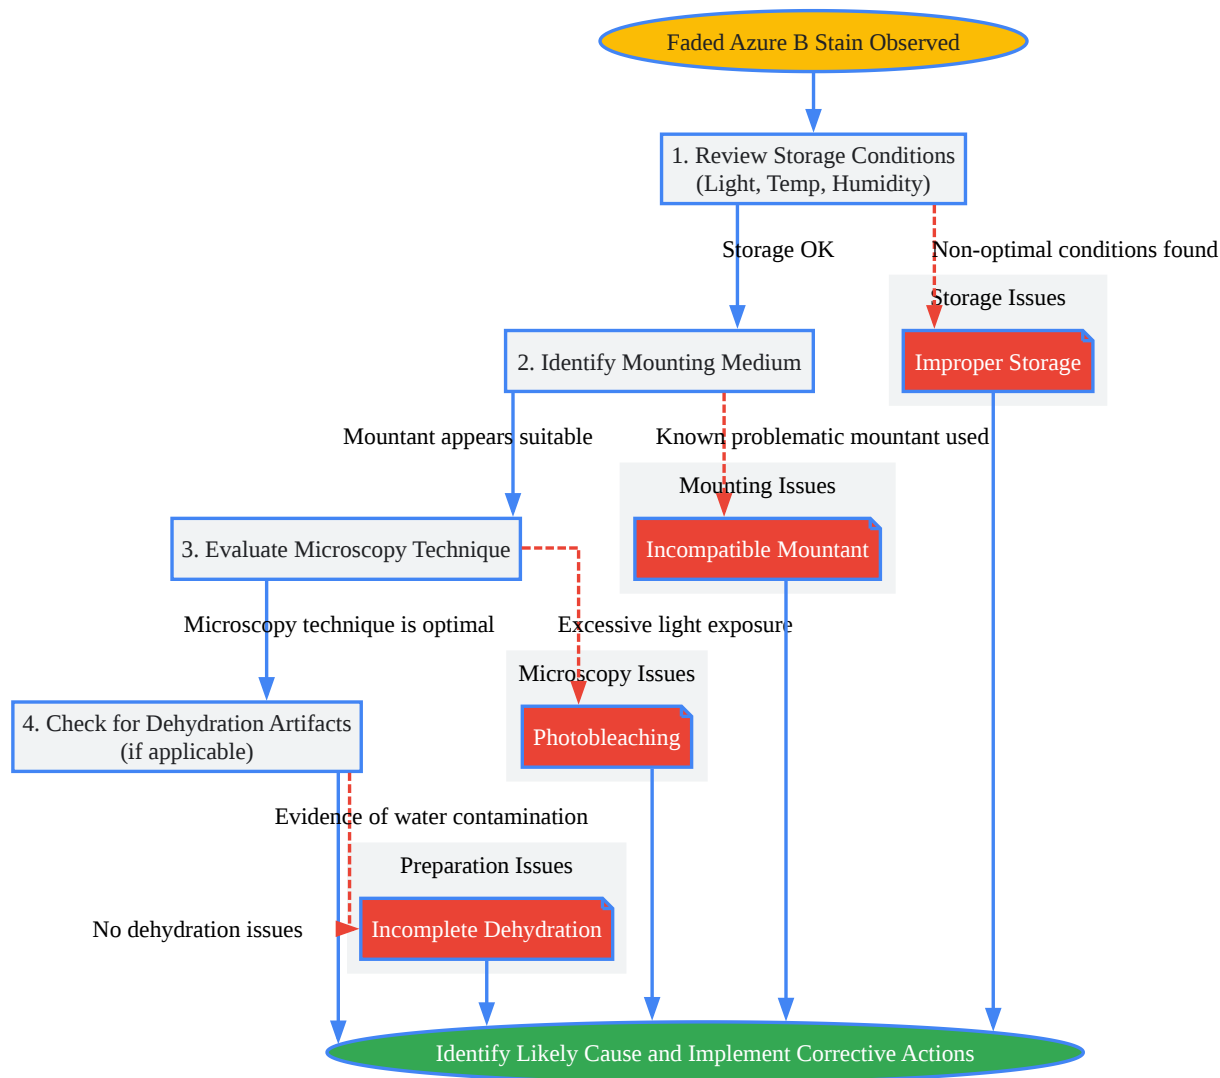 Faded Azure B Stain Observed
1. Review Storage Conditions
(Light, Temp, Humidity)
Storage OK
Non-optimal conditions found
Storage Issues
2. Identify Mounting Medium
Improper Storage
Mountant appears suitable
Known problematic mountant used
Mounting Issues
3. Evaluate Microscopy Technique
Incompatible Mountant
Microscopy technique is optimal
Excessive light exposure
Microscopy Issues
4. Check for Dehydration Artifacts
(if applicable)
Photobleaching
Evidence of water contamination
Preparation Issues
No dehydration issues
Incomplete Dehydration
Identify Likely Cause and Implement Corrective Actions